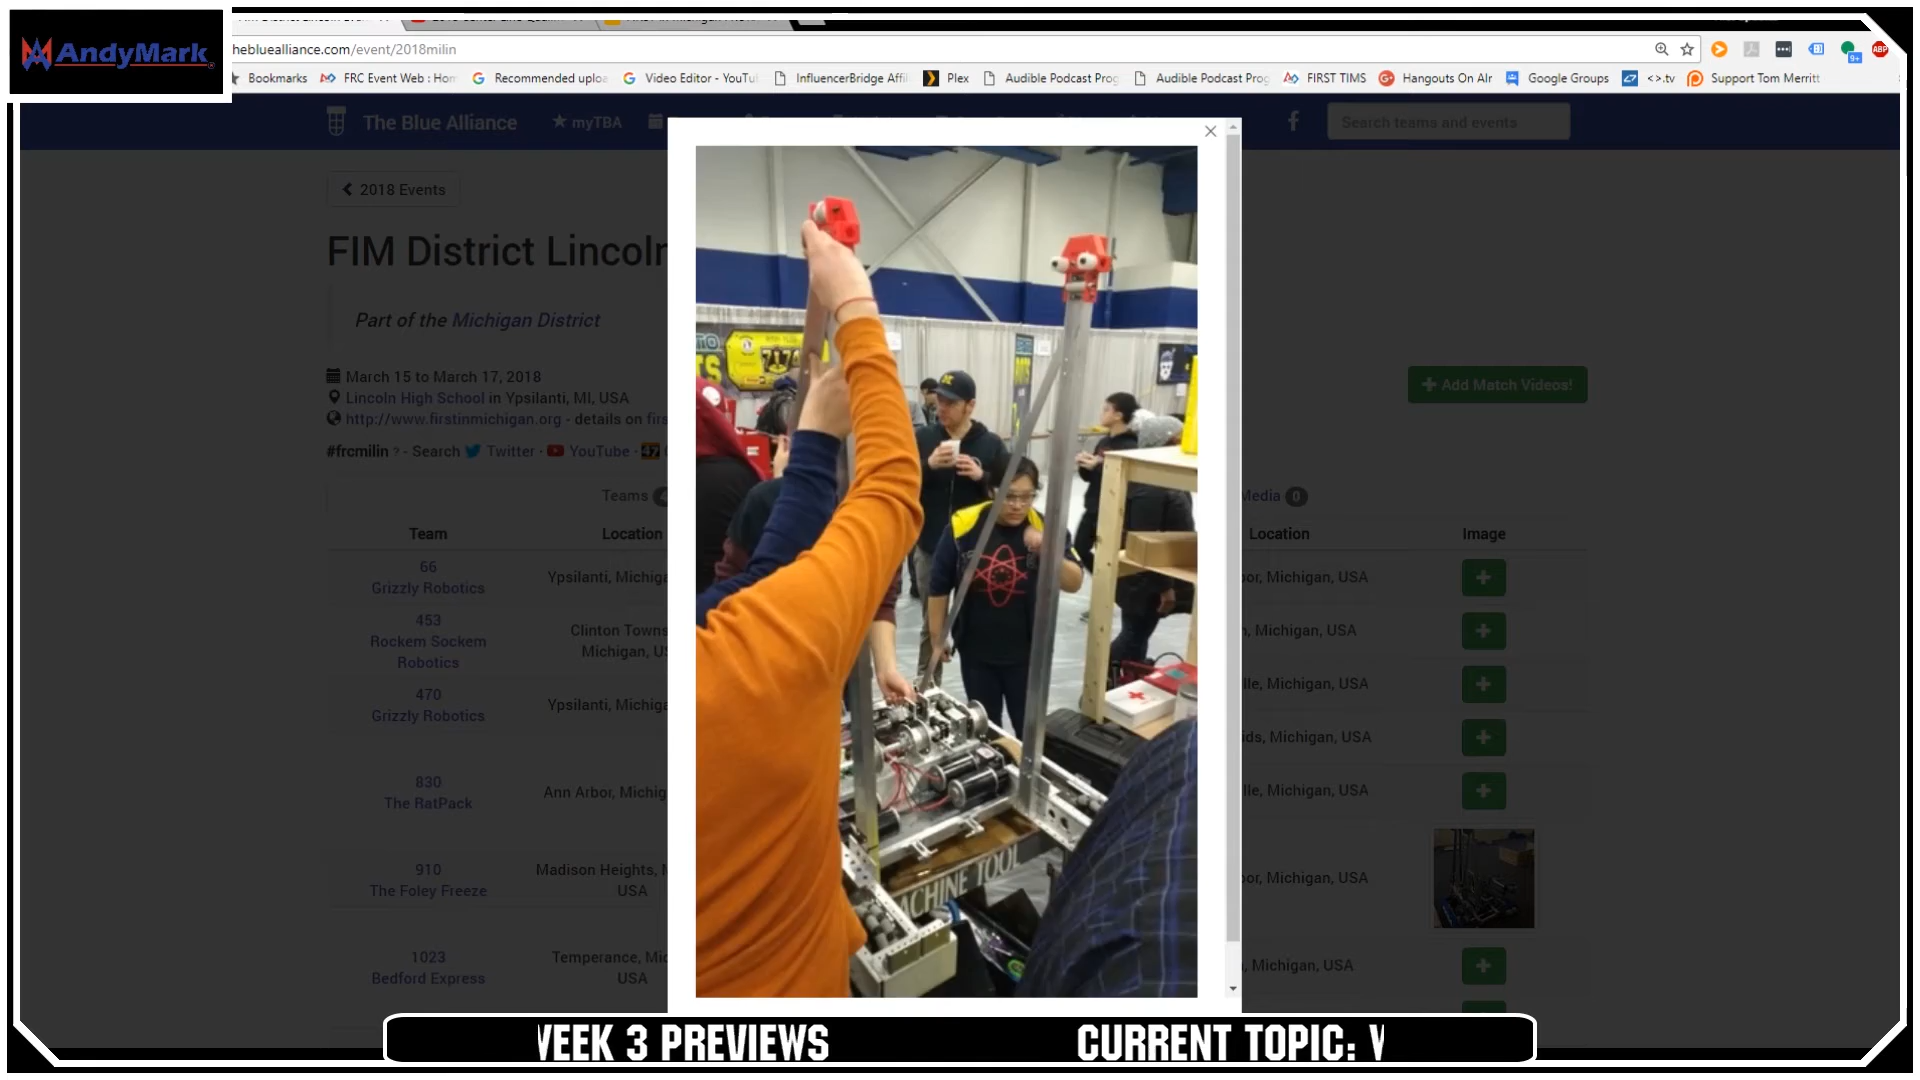 AndyMark
hebluealliance.com/event/2018milin
Bookmarks
FRC Event Web : Hom
Recommended uploa
Video Editor - YouTu
InfluencerBridge Affil
Plex
Audible Podcast Prog
Audible Podcast Prog
FIRST TIMS
Hangouts On AIr
Google Groups
<>.tv
Support Tom Merritt
The Blue Alliance
myTBA
Search teams and events
2018 Events
FIM District Lincoln
Part of the Michigan District
March 15 to March 17, 2018
Lincoln High School in Ypsilanti, MI, USA
http://www.firstinmichigan.org - details on firs
#frcmilin ? - Search Twitter - YouTube -
Add Match Videos!
Teams
Media 0
Team Location
Location Image
66
Grizzly Robotics
Ypsilanti, Michiga
or, Michigan, USA
453
Rockem Sockem
Robotics
Clinton Towns
Michigan, US
, Michigan, USA
470
Grizzly Robotics
Ypsilanti, Michiga
lle, Michigan, USA
ds, Michigan, USA
830
The RatPack
Ann Arbor, Michig
lle, Michigan, USA
910
The Foley Freeze
Madison Heights, M
USA
or, Michigan, USA
1023
Bedford Express
Temperance, Mic
USA
, Michigan, USA
ACHINE TOOL
WEEK 3 PREVIEWS
CURRENT TOPIC: W